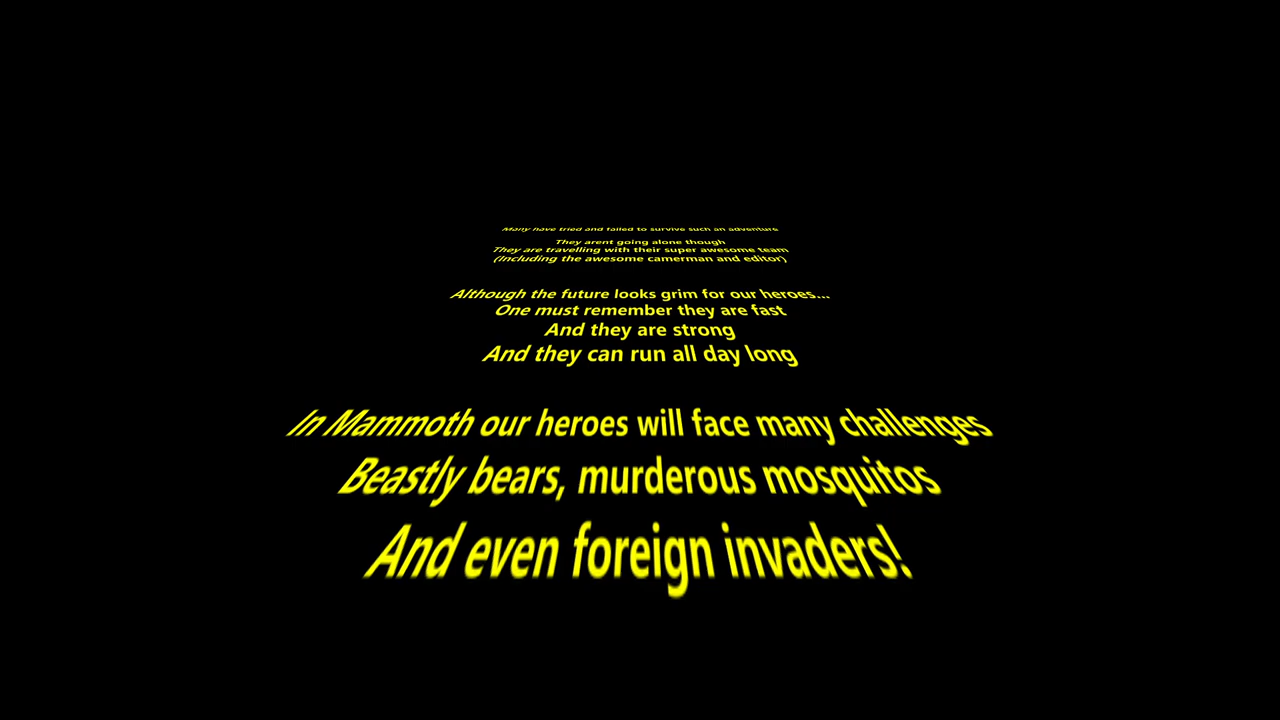 Many have tried and failed to survive such an adventure
They arent going alone though
They are travelling with their super awesome team
(Including the awesome camerman and editor)
Although the future looks grim for our heroes...
One must remember they are fast
And they are strong
And they can run all day long
In Mammoth our heroes will face many challenges
Beastly bears, murderous mosquitos
And even foreign invaders!